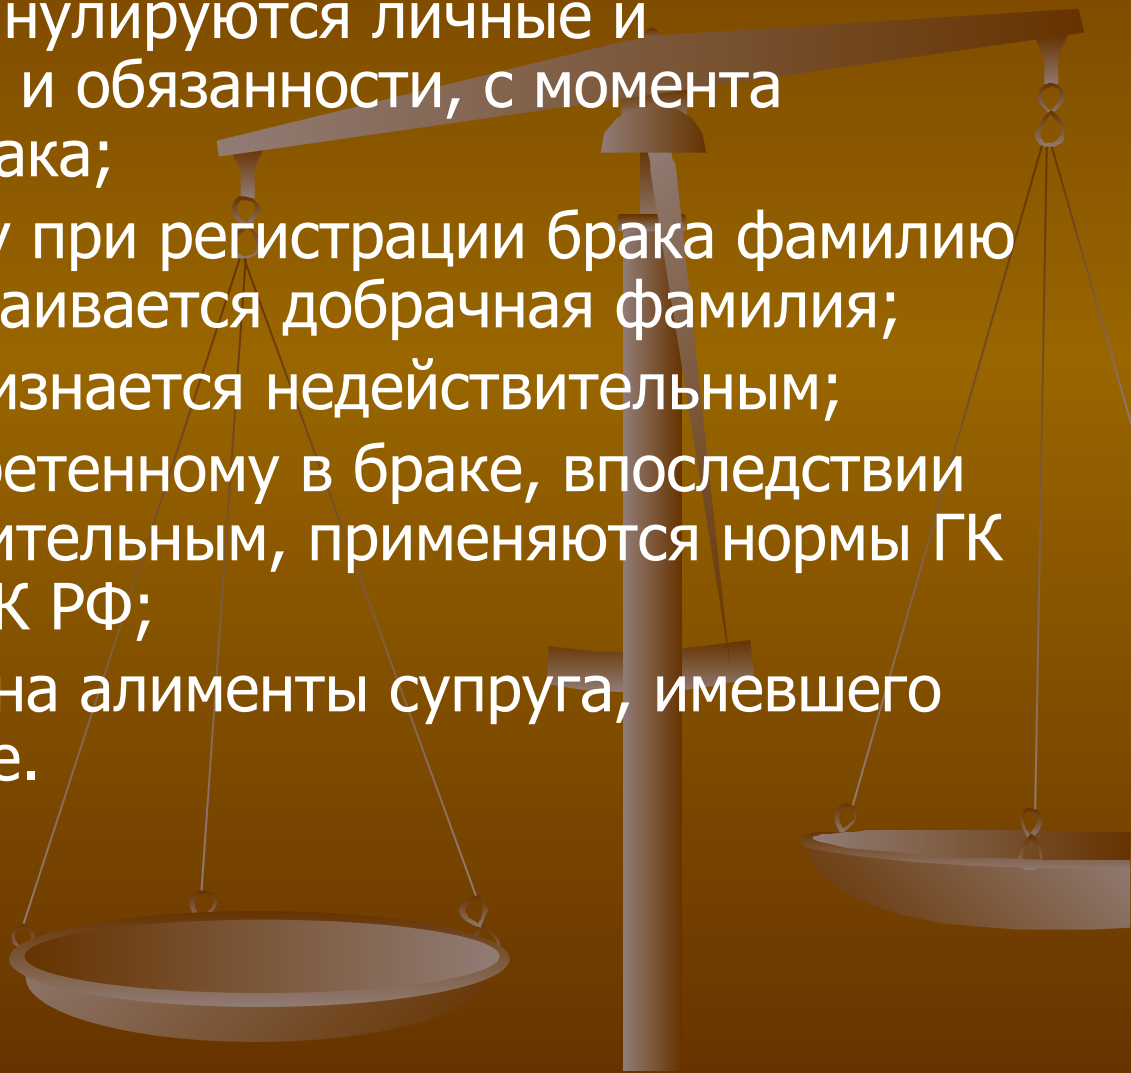 нулируются личные и
и обязанности, с момента
ака;
при регистрации брака фамилию
аивается добрачная фамилия;
изнается недействительным;
етенному в браке, впоследствии
ительным, применяются нормы ГК
К РФ;
на алименты супруга, имевшего
е.